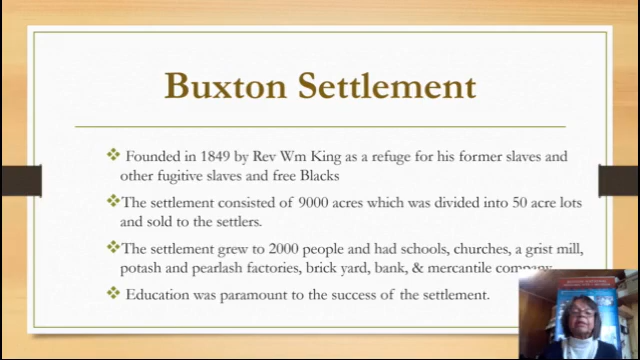 Buxton Settlement
Founded in 1849 by Rev Wm King as a refuge for his former slaves and
other fugitive slaves and free Blacks
The settlement consisted of 9000 acres which was divided into 50 acre lots
and sold to the settlers.
The settlement grew to 2000 people and had schools, churches, a grist mill,
potash and pearlash factories, brick yard, bank, & mercantile company
Education was paramount to the success of the settlement.